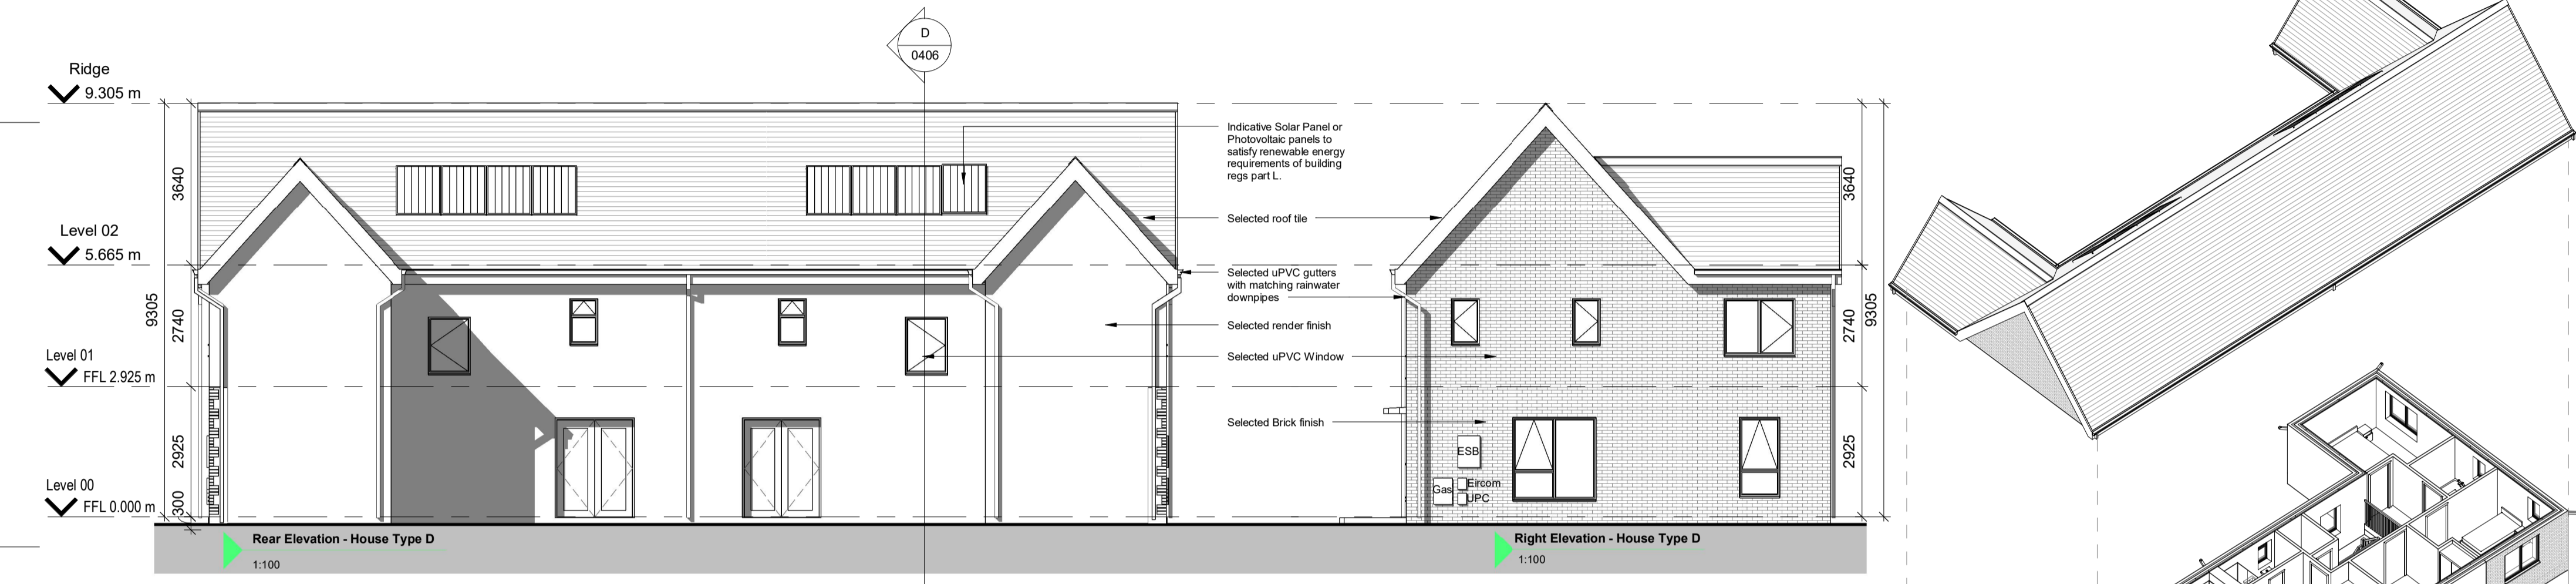 D
0406
Ridge
9.305 m
Level 02
5.665 m
Level 01
FFL 2.925 m
Level 00
FFL 0.000 m
9305
3640
2740
2925
300
Indicative Solar Panel or
Photovoltaic panels to
satisfy renewable energy
requirements of building
regs part L.
Selected roof tile
Selected uPVC gutters
with matching rainwater
downpipes
Selected render finish
Selected uPVC Window
Selected Brick finish
ESB
Gas
Eircom
UPC
3640
2740
9305
2925
Rear Elevation - House Type D
1:100
Right Elevation - House Type D
1:100